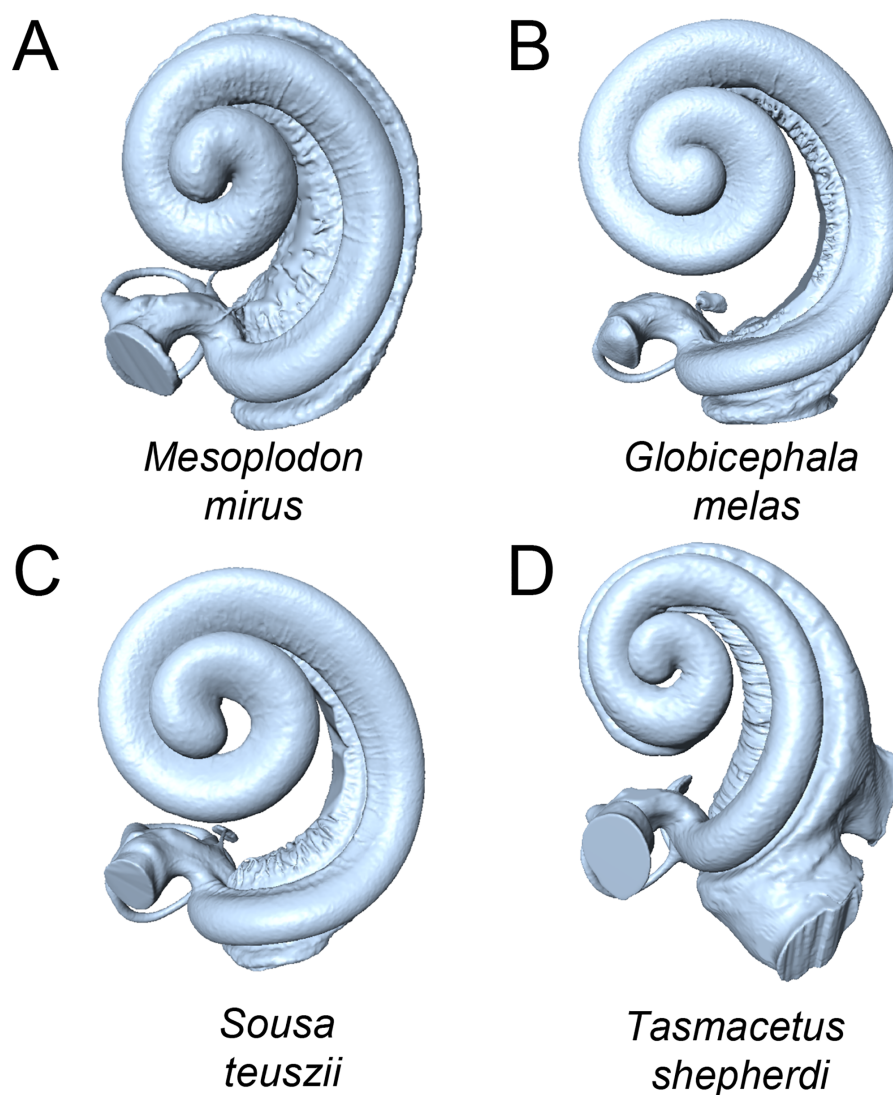 A
B
Mesoplodon
mirus
Globicephala
melas
C
D
Sousa
teuszii
Tasmacetus
shepherdi